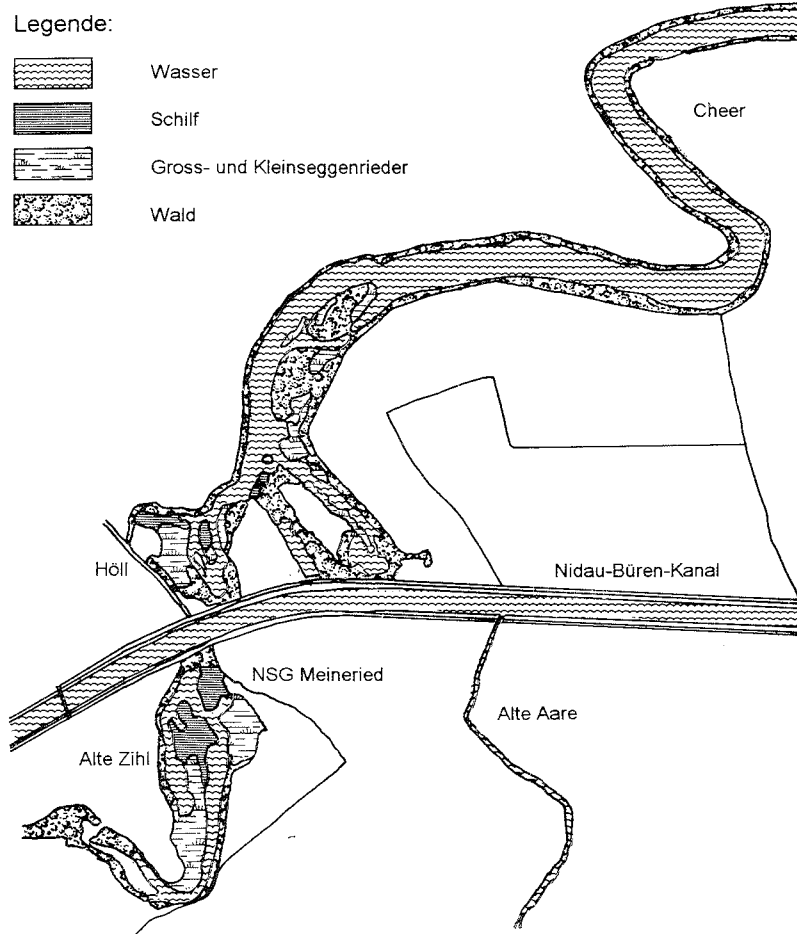 Legende:
Wasser
Schilf
Gross- und Kleinseggenrieder
Wald
Cheer
Höll
Nidau-Büren-Kanal
NSG Meineried
Alte Aare
Alte Zihl